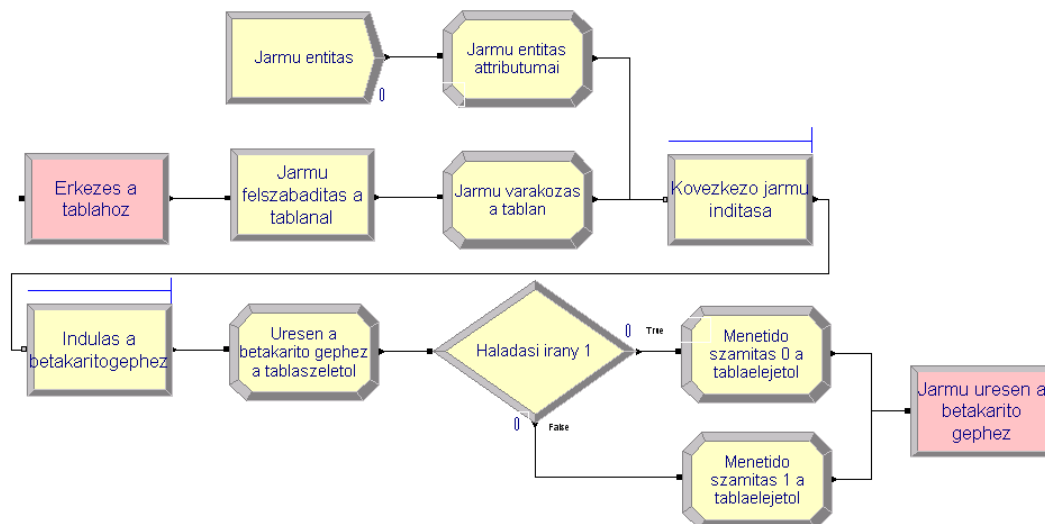 Jarmu entitas
0
Jarmu entitas
attributumai
Erkezes a
tablahoz
Jarmu
felszabaditas a
tablanal
Jarmu varakozas
a tablan
Kovezkezo jarmu
inditasa
Indulas a
betakaritogephez
Uresen a
betakarito gephez
a tablaszeletol
Haladasi irany 1
0
True
0
False
Menetido
szamitas 0 a
tablaelejetol
Menetido
szamitas 1 a
tablaelejetol
Jarmu uresen a
betakarito
gephez